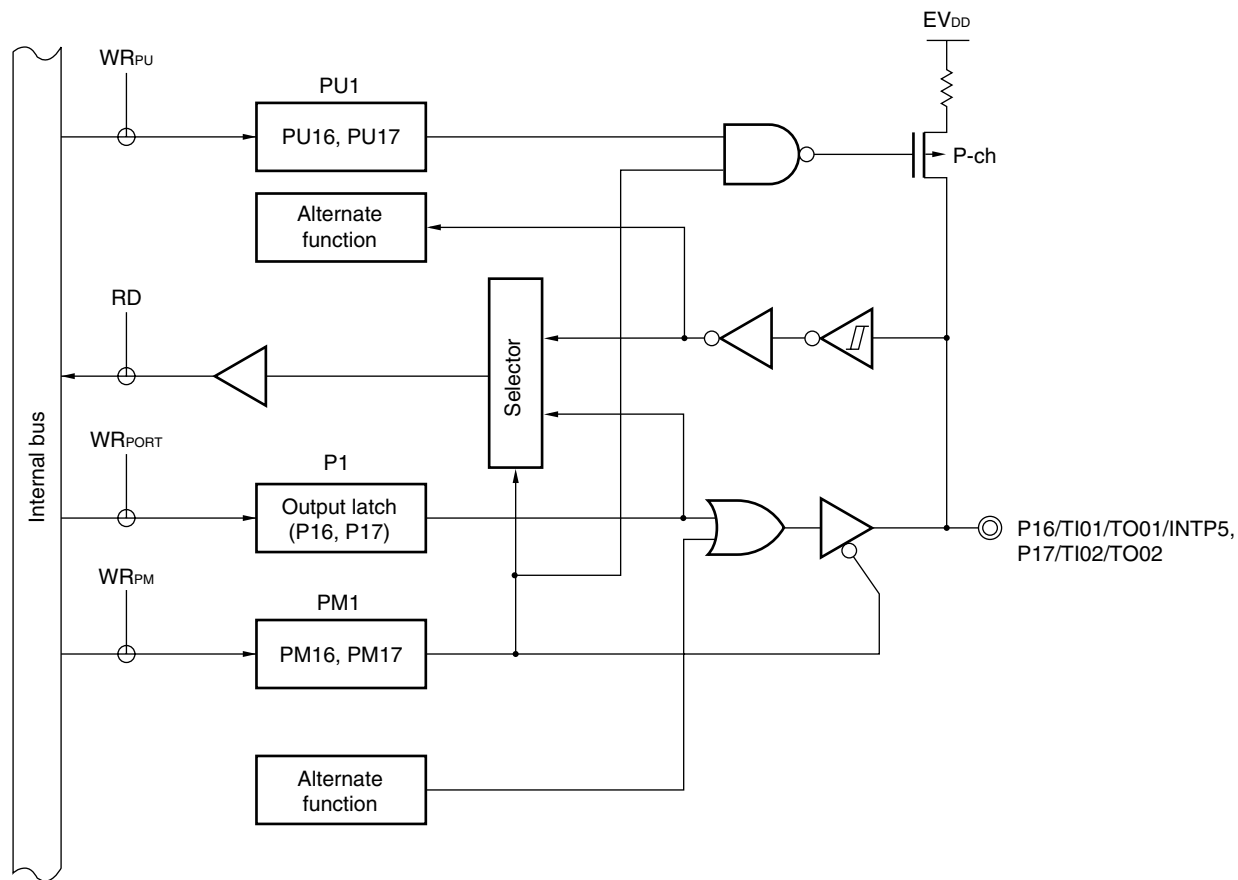 EVDD
WRPU
PU1
PU16, PU17
P-ch
Alternate
function
RD
Selector
Internal bus
WRPORT
P1
Output latch
(P16, P17)
P16/TI01/TO01/INTP5,
P17/TI02/TO02
WRPM
PM1
PM16, PM17
Alternate
function